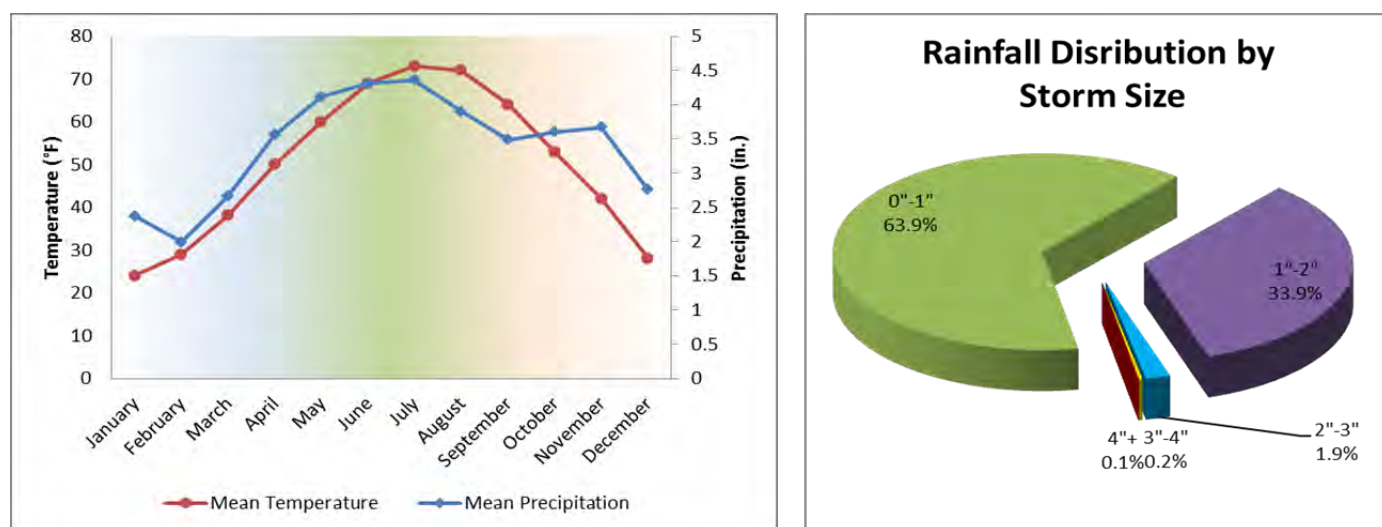 80
70
60
50
40
30
20
10
0
Temperature (°F)
5
4.5
4
3.5
3
2.5
2
1.5
1
0.5
0
Precipitation (in.)
January
February
March
April
May
June
July
August
September
October
November
December
Mean Temperature
Mean Precipitation
Rainfall Disribution by
Storm Size
0"-1"
63.9%
1"-2"
33.9%
2"-3"
1.9%
4"+ 3"-4"
0.1% 0.2%